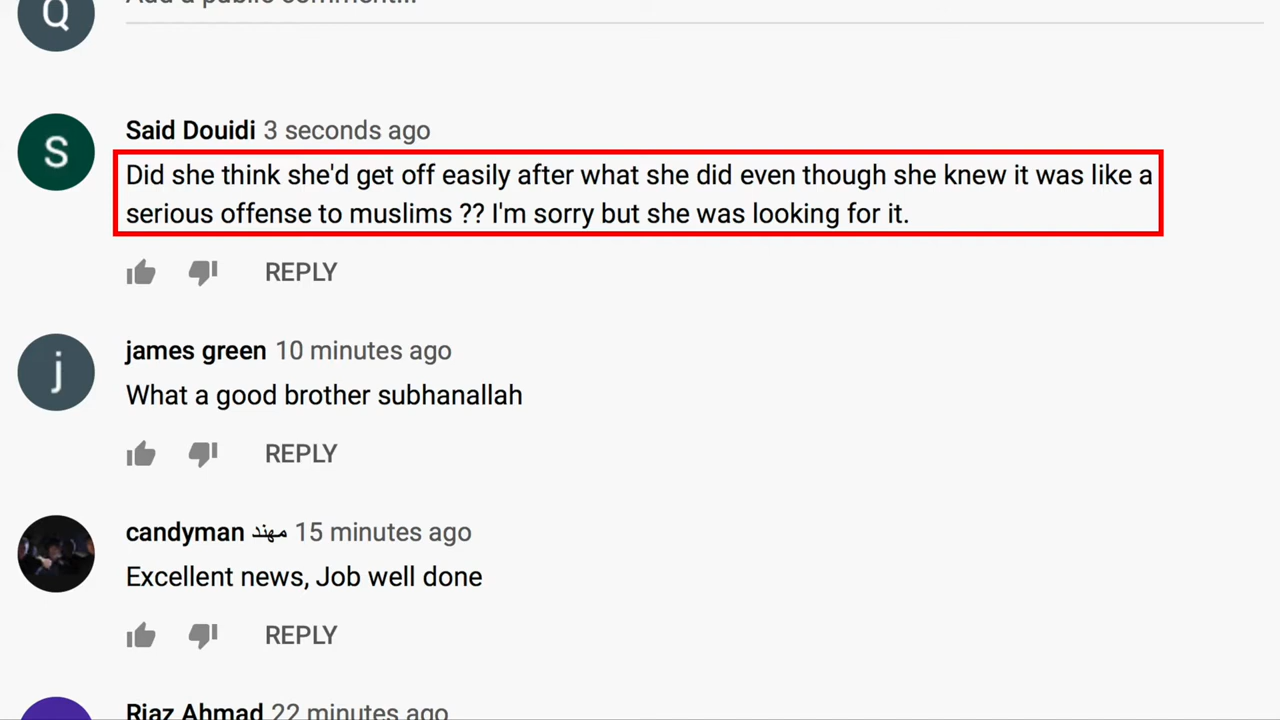 Q
Add a public comment...
S
Said Douidi 3 seconds ago
Did she think she'd get off easily after what she did even though she knew it was like a
serious offense to muslims ?? I'm sorry but she was looking for it.
REPLY
j
james green 10 minutes ago
What a good brother subhanallah
REPLY
candyman مهند 15 minutes ago
Excellent news, Job well done
REPLY
Riaz Ahmad 22 minutes ago